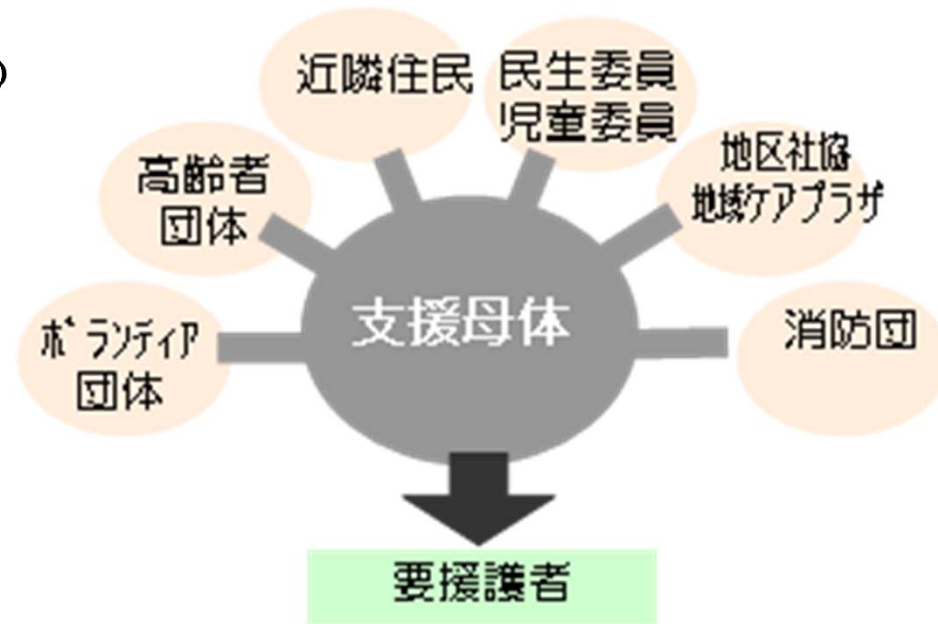 )
近隣住民
民生委員
児童委員
高齢者
団体
地区社協
地域ケアプラザ
ボランティア
団体
支援母体
消防団
要援護者